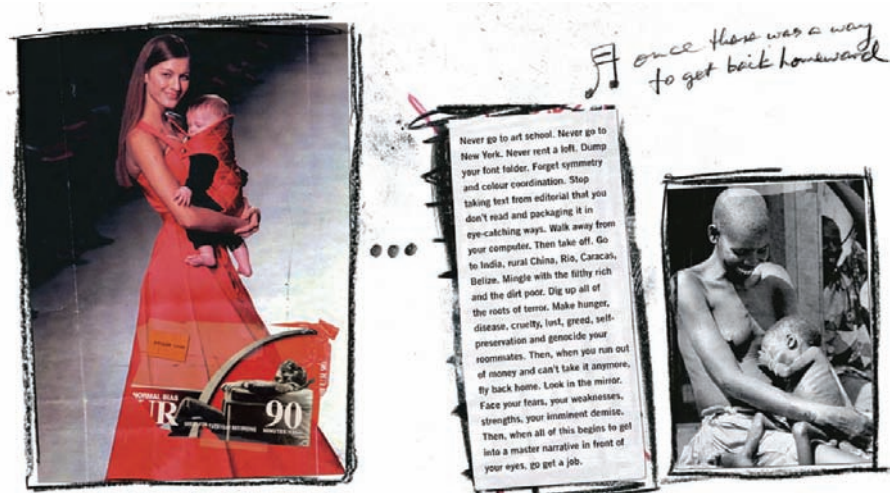 once there was a way
to get back homeward
Never go to art school. Never go to
New York. Never rent a loft. Dump
your font folder. Forget symmetry
and colour coordination. Stop
taking text from editorial that you
don't read and packaging it in
eye-catching ways. Walk away from
your computer. Then take off. Go
to India, rural China, Rio, Caracas,
Belize. Mingle with the filthy rich
and the dirt poor. Dig up all of
the roots of terror. Make hunger,
disease, cruelty, lust, greed, self-
preservation and genocide your
roommates. Then, when you run out
of money and can't take it anymore,
fly back home. Look in the mirror.
Face your fears, your weaknesses,
strengths, your imminent demise.
Then, when all of this begins to gel
into a master narrative in front of
your eyes, go get a job.
NORMAL BIAS
UR
90